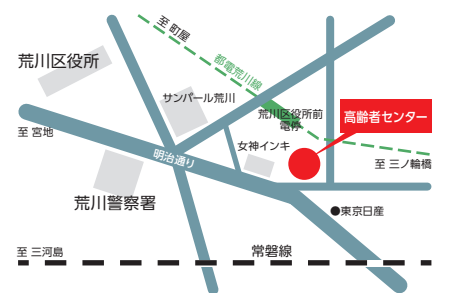 至 町屋
荒川区役所
都電荒川線
サンパール荒川
荒川区役所前
電停
高齢者センター
至 宮地
女神インキ
明治通り
至 三ノ輪橋
荒川警察署
●東京日産
至 三河島
常磐線